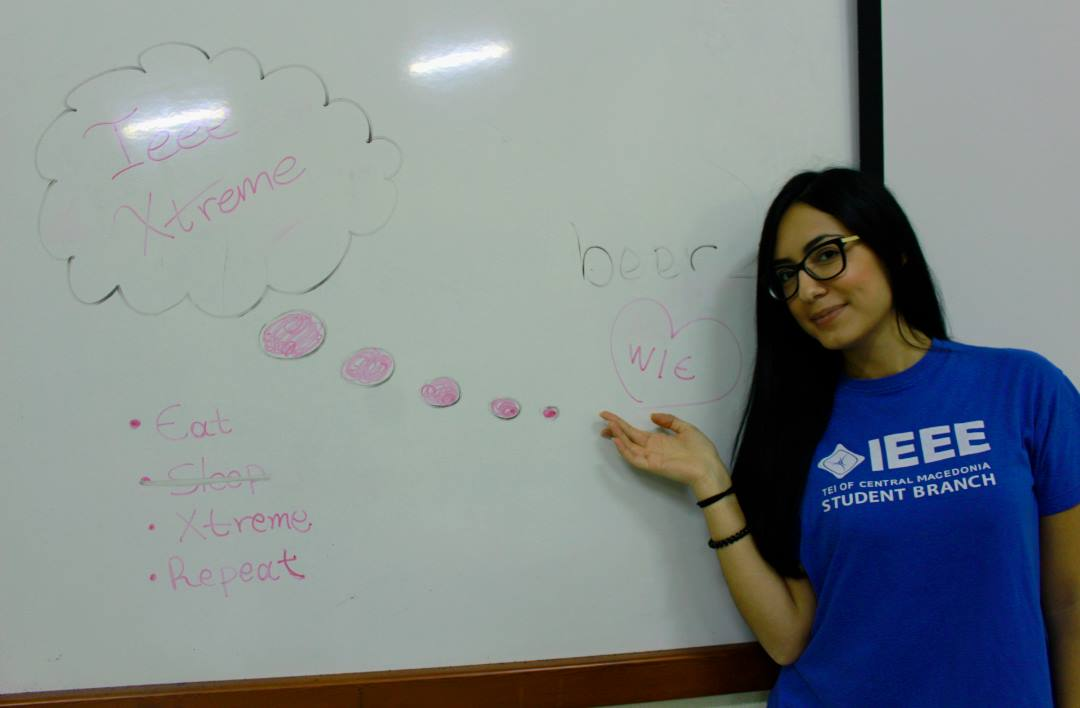 Ieee
Xtreme
beer
WIE
• Eat
• Sleep
• Xtreme
• Repeat
IEEE
TEI OF CENTRAL MACEDONIA
STUDENT BRANCH